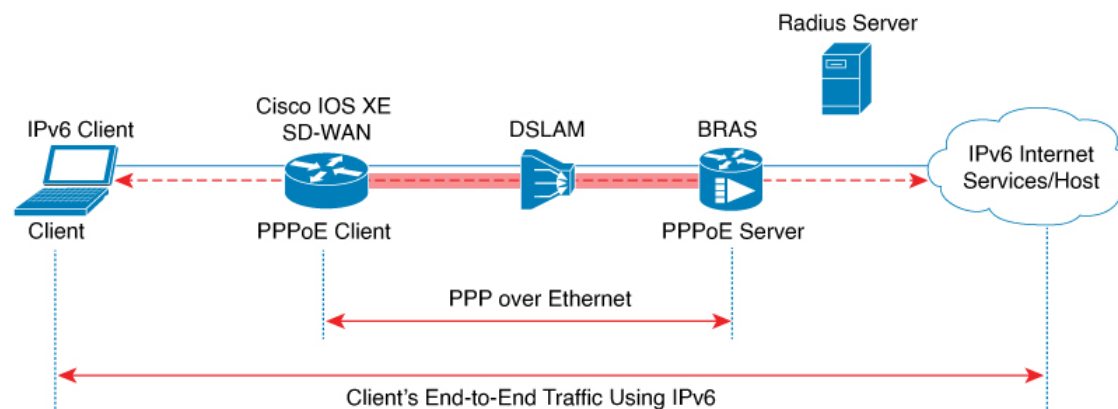 Radius Server
Cisco IOS XE
SD-WAN
IPv6 Client
DSLAM
BRAS
IPv6 Internet
Services/Host
Client
PPPoE Client
PPPoE Server
PPP over Ethernet
Client's End-to-End Traffic Using IPv6